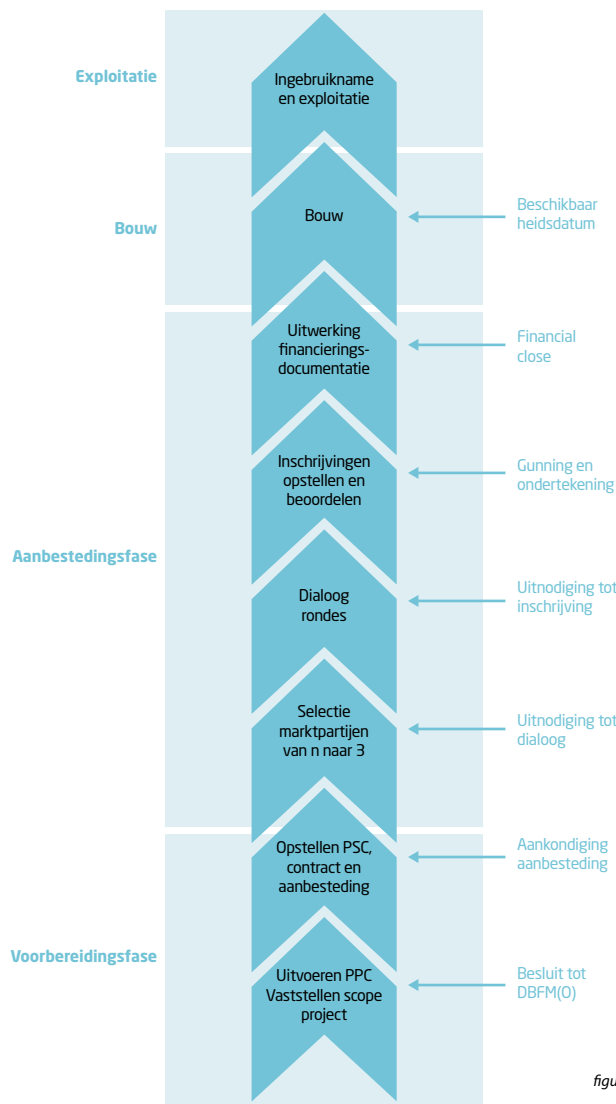 Exploitatie
Ingebruikname
en exploitatie
Bouw
Bouw
Beschikbaar
heidsdatum
Uitwerking
financierings-
documentatie
Financial
close
Inschrijvingen
opstellen en
beoordelen
Gunning en
ondertekening
Aanbestedingsfase
Dialoog
rondes
Uitnodiging tot
inschrijving
Selectie
marktpartijen
van n naar 3
Uitnodiging tot
dialoog
Opstellen PSC,
contract en
aanbesteding
Aankondiging
aanbesteding
Voorbereidingsfase
Uitvoeren PPC
Vaststellen scope
project
Besluit tot
DBFM(O)
figu